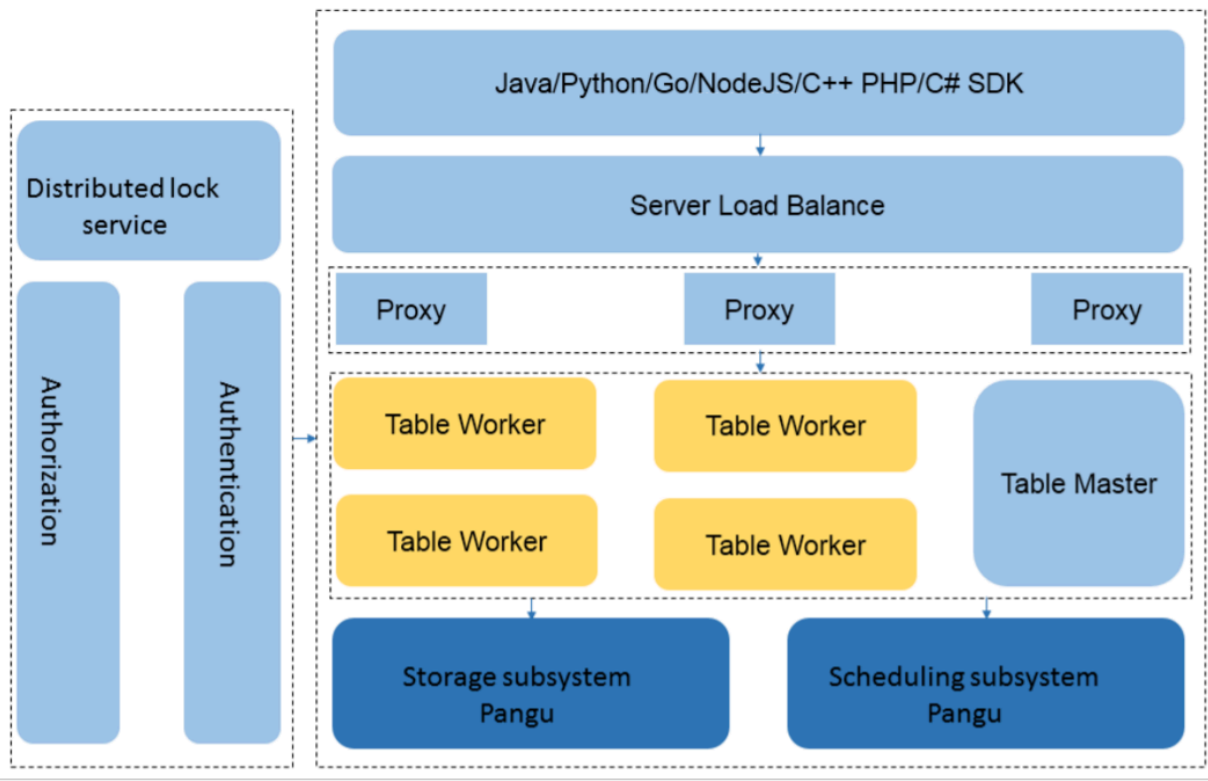 Java/Python/Go/NodeJS/C++ PHP/C# SDK
Distributed lock
service
Server Load Balance
Proxy
Proxy
Proxy
Authorization
Authentication
Table Worker
Table Worker
Table Master
Table Worker
Table Worker
Storage subsystem
Pangu
Scheduling subsystem
Pangu